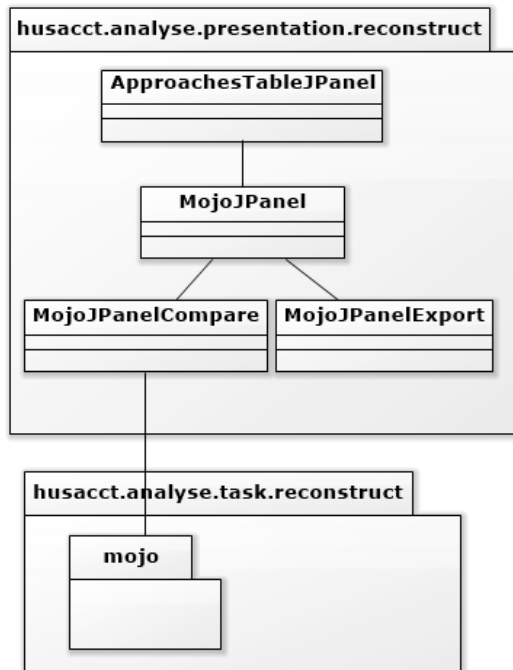 husacct.analyse.presentation.reconstruct
ApproachesTableJPanel
MojoJPanel
MojoJPanelCompare
MojoJPanelExport
husacct.analyse.task.reconstruct
mojo